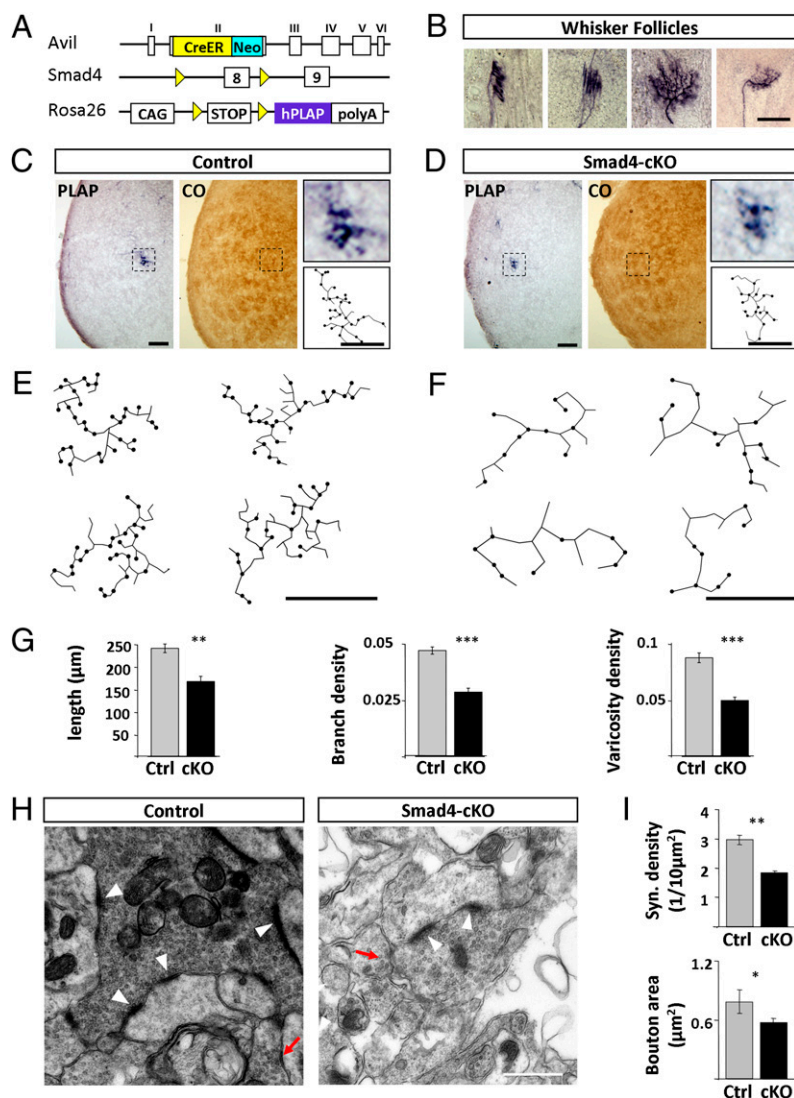 A
I II III IV V VI
Avil CreER Neo
Smad4 8 9
Rosa26 CAG STOP hPLAP polyA
B
Whisker Follicles
C
Control
PLAP CO
D
Smad4-cKO
PLAP CO
E
F
G
length (μm)
250
200
150
100
50
**
Ctrl cKO
Branch density
0.05
0.025
***
Ctrl cKO
Varicosity density
0.1
0.05
***
Ctrl cKO
H
Control
Smad4-cKO
I
Syn. density
(1/10μm²)
4
3
2
1
**
Ctrl cKO
Bouton area
(μm²)
1.2
0.6
*
Ctrl cKO